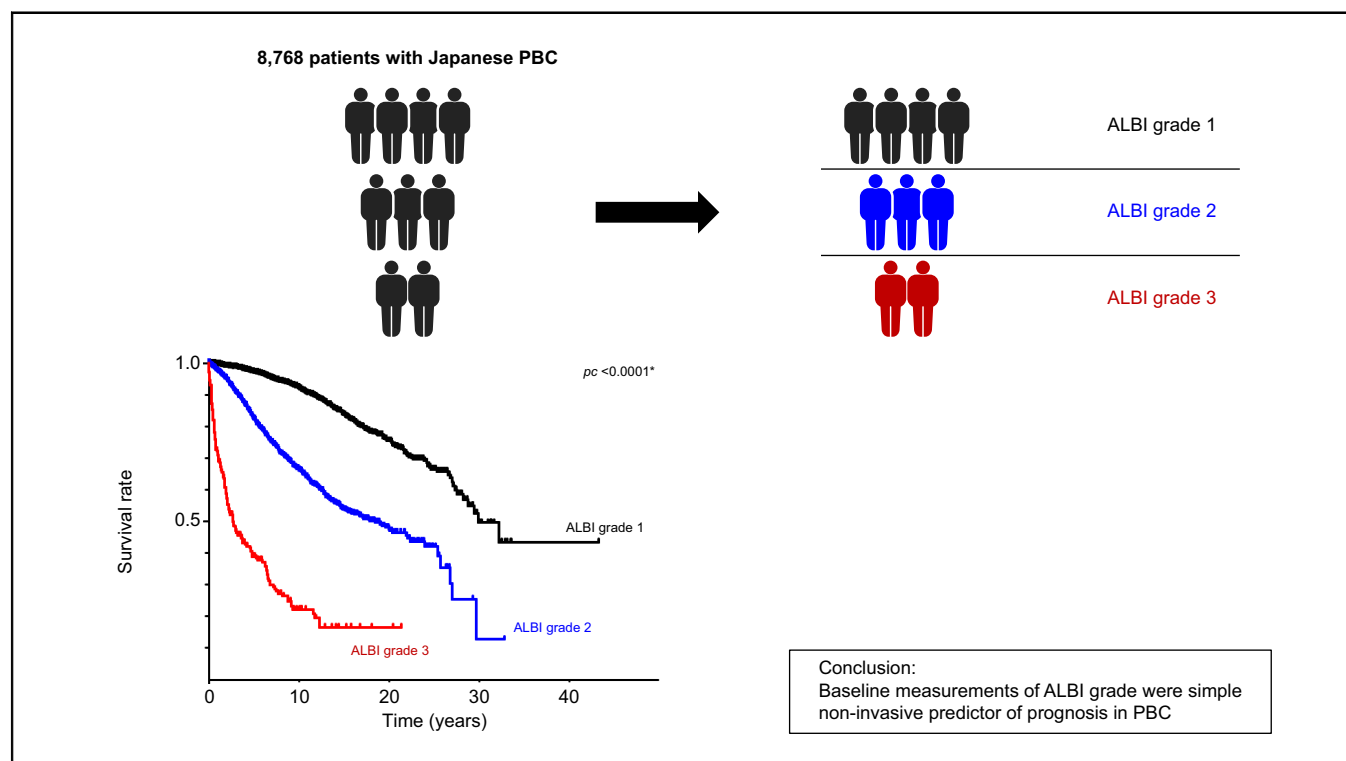 8,768 patients with Japanese PBC
ALBI grade 1
ALBI grade 2
ALBI grade 3
1.0
pc <0.0001*
0.5
Survival rate
ALBI grade 1
ALBI grade 2
ALBI grade 3
0 10 20 30 40
Time (years)
Conclusion:
Baseline measurements of ALBI grade were simple
non-invasive predictor of prognosis in PBC